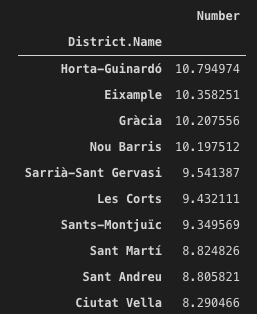 Number
District.Name
Horta-Guinardó 10.794974
Eixample 10.358251
Gràcia 10.207556
Nou Barris 10.197512
Sarrià-Sant Gervasi 9.541387
Les Corts 9.432111
Sants-Montjuïc 9.349569
Sant Martí 8.824826
Sant Andreu 8.805821
Ciutat Vella 8.290466